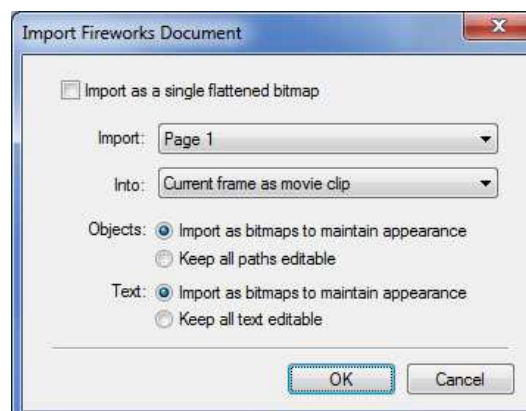 Import Fireworks Document
Import as a single flattened bitmap
Import: Page 1
Into: Current frame as movie clip
Objects: Import as bitmaps to maintain appearance
Keep all paths editable
Text: Import as bitmaps to maintain appearance
Keep all text editable
OK Cancel